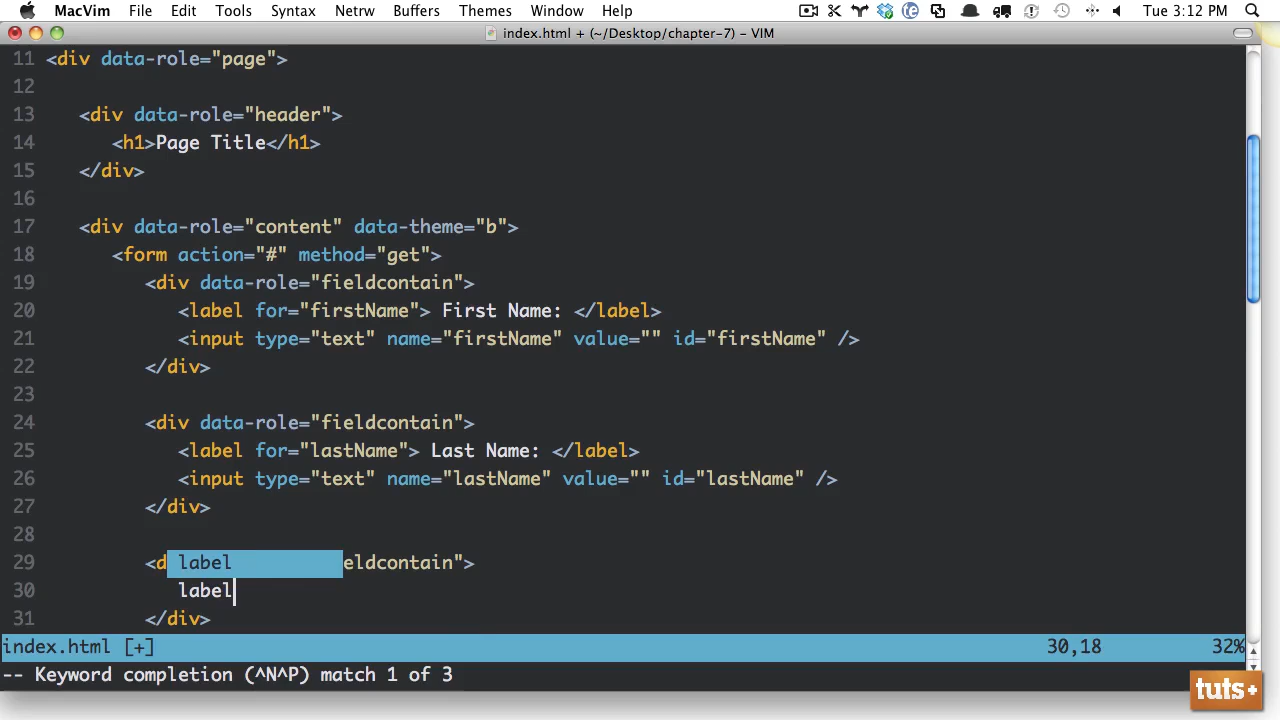 MacVim File Edit Tools Syntax Netrw Buffers Themes Window Help Tue 3:12 PM
index.html + (~/Desktop/chapter-7) – VIM
11 <div data-role="page">
12
13 <div data-role="header">
14 <h1>Page Title</h1>
15 </div>
16
17 <div data-role="content" data-theme="b">
18 <form action="#" method="get">
19 <div data-role="fieldcontain">
20 <label for="firstName"> First Name: </label>
21 <input type="text" name="firstName" value="" id="firstName" />
22 </div>
23
24 <div data-role="fieldcontain">
25 <label for="lastName"> Last Name: </label>
26 <input type="text" name="lastName" value="" id="lastName" />
27 </div>
28
29 <d label eldcontain">
30 label
31 </div>
index.html [+] 30,18 32%
-- Keyword completion (^N^P) match 1 of 3
tuts+